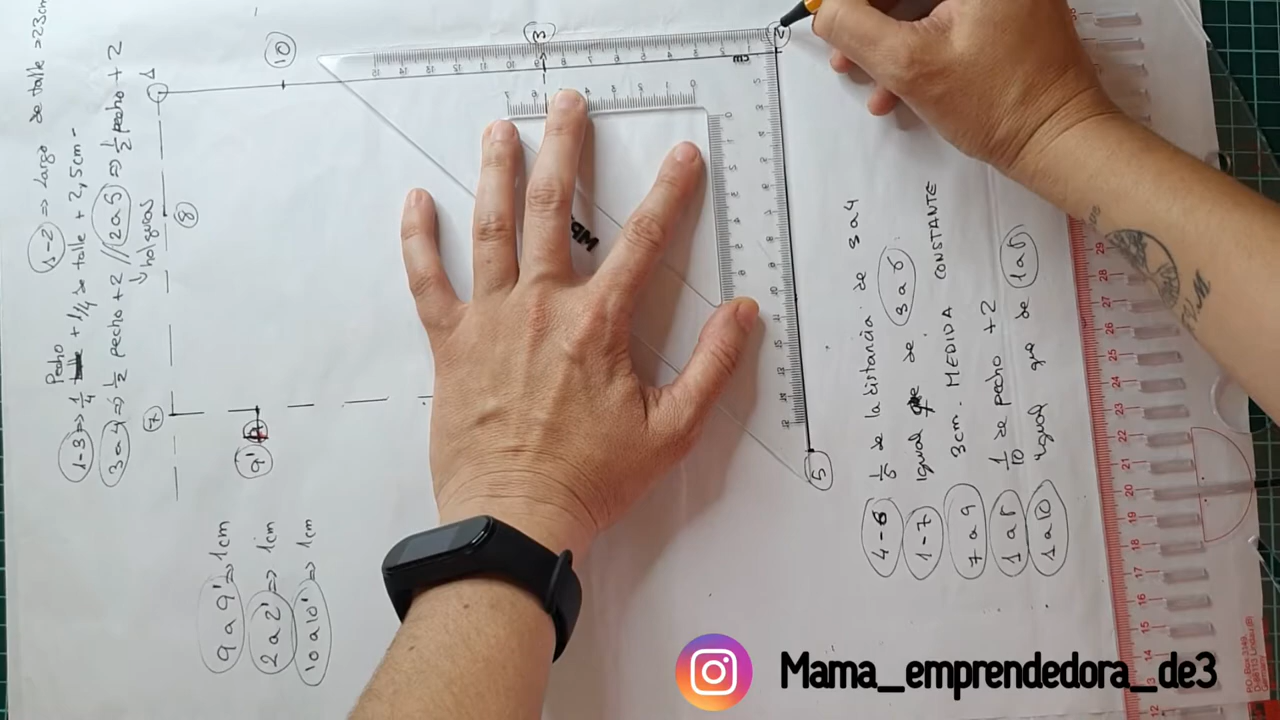 1-2 => Largo de talle => 23cm
Pecho
1-3 => 1/4 + 1/4 de talle + 2,5cm -
3 a 4 => 1/2 pecho + 2 // 2 a 5 => 1/2 pecho + 2
holguras
9 a 9' => 1cm
2 a 2' => 1cm
10 a 10' => 1cm
1
10
3
2
8
7
9'
5
4-6 1/5 de la distancia de 3 a 4
1-7 igual de 3 a 6
7 a 9 3cm. MEDIDA CONSTANTE
1 a 8 1/10 de pecho +2
1 a 10 igual que de 1 a 8
Mama_emprendedora_de3